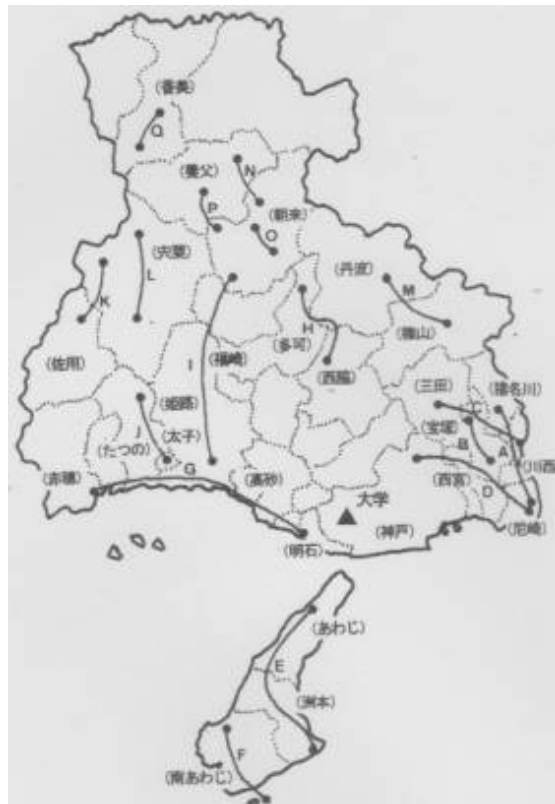 (香美)
Q
(養父)
N
P
(朝来)
O
(宍粟)
L
K
(丹波)
M
H
(多可)
(篠山)
I
(福崎)
(佐用)
(西脇)
(三田)
(猪名川)
(姫路)
J
(太子)
(たつの)
C
(宝塚)
B
A
G
(赤穂)
(高砂)
(西宮)
D
(川西)
大学
(神戸)
(尼崎)
(明石)
(あわじ)
E
(洲本)
F
(南あわじ)